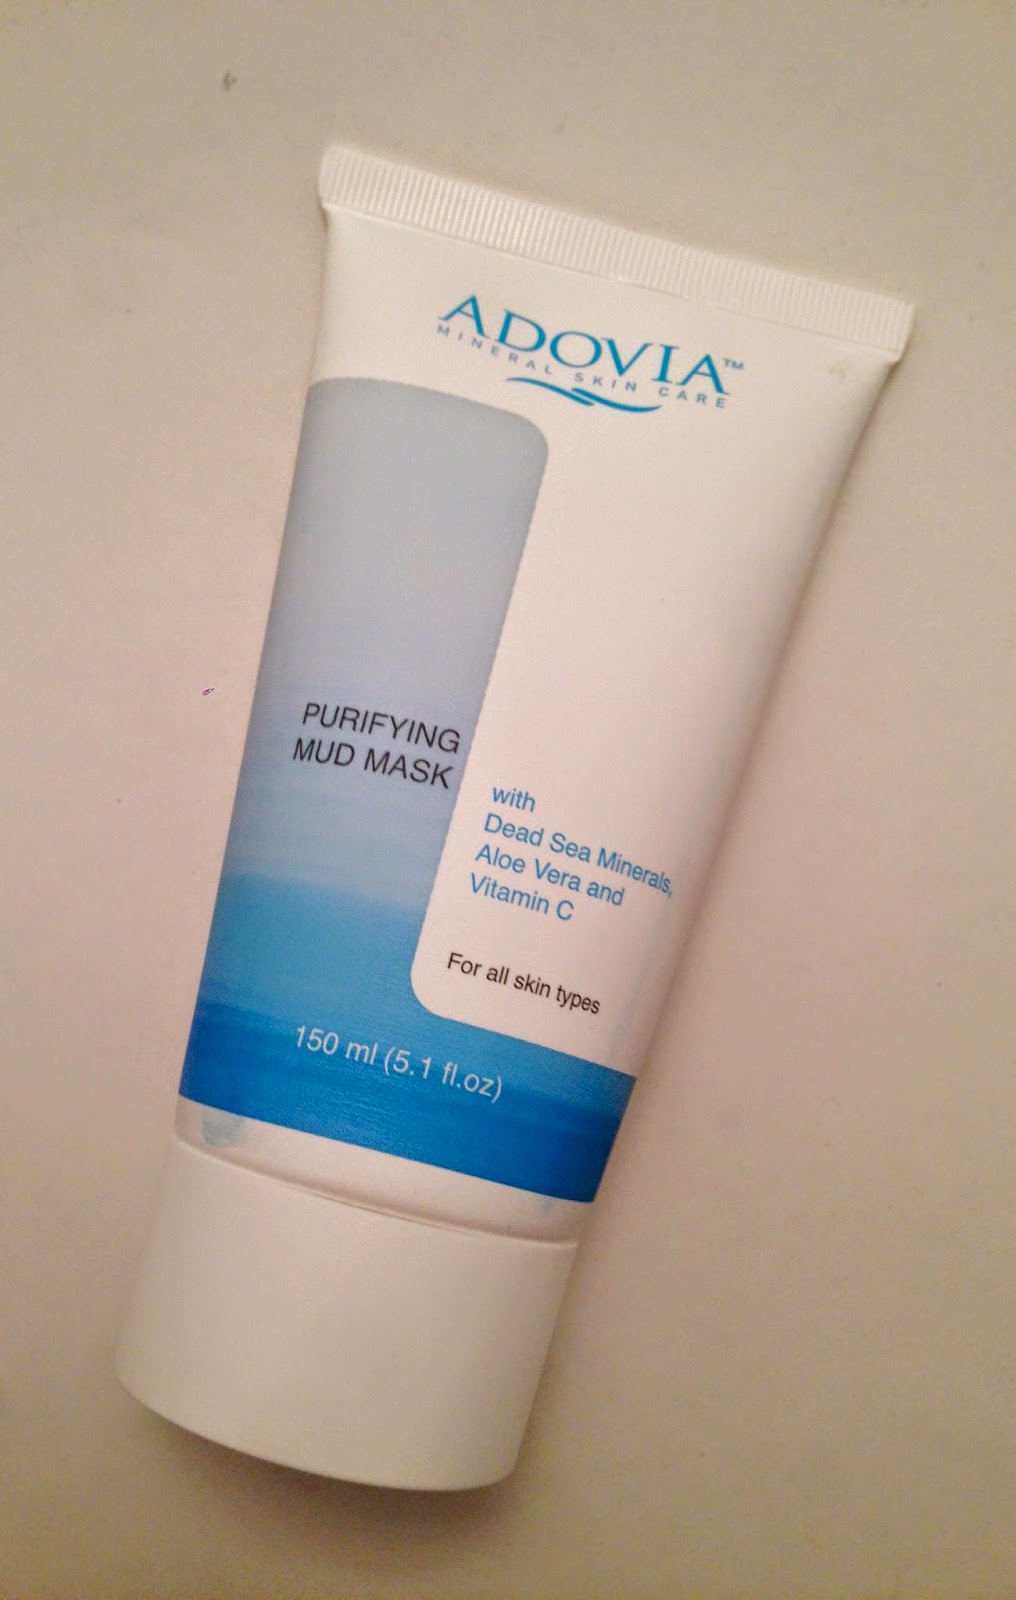 ADOVIA™
MINERAL SKIN CARE
PURIFYING
MUD MASK
with
Dead Sea Minerals,
Aloe Vera and
Vitamin C
For all skin types
150 ml (5.1 fl.oz)